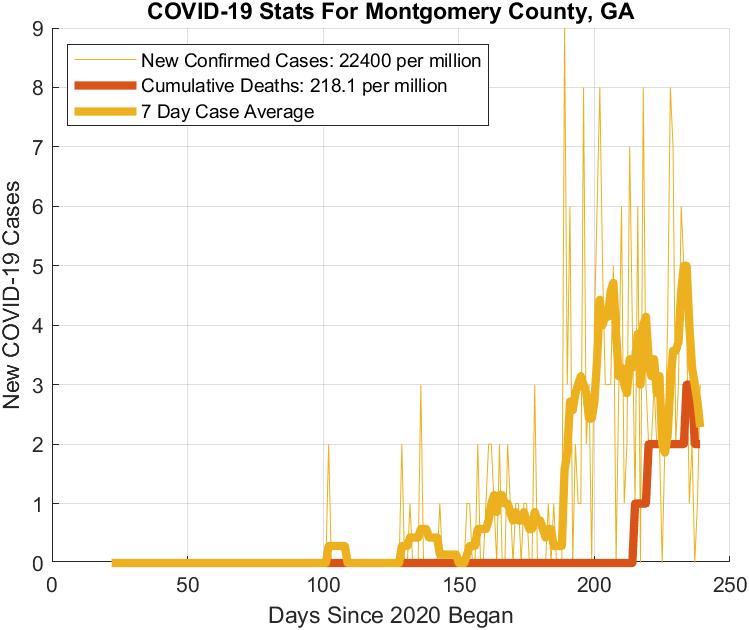 COVID-19 Stats For Montgomery County, GA
New Confirmed Cases: 22400 per million
Cumulative Deaths: 218.1 per million
7 Day Case Average
New COVID-19 Cases
9
8
7
6
5
4
3
2
1
0
0 50 100 150 200 250
Days Since 2020 Began